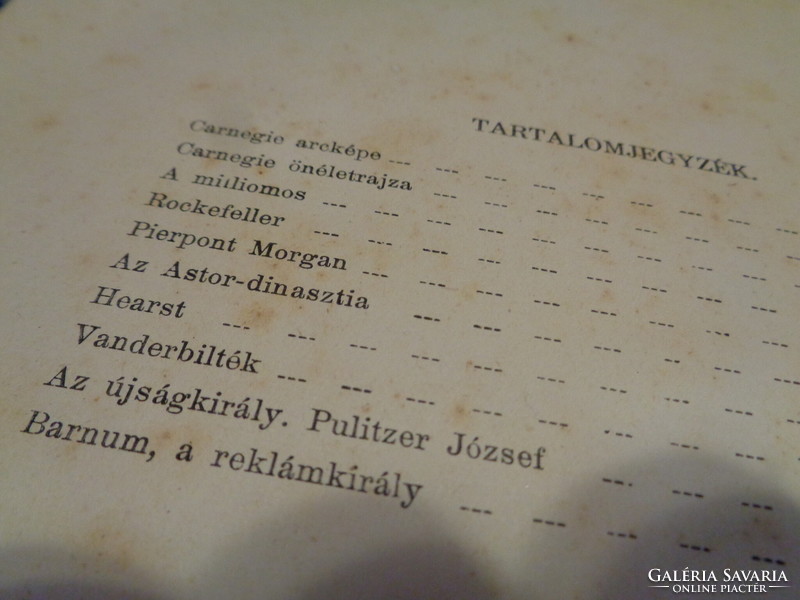 TARTALOMJEGYZÉK.
Carnegie arcképe --- --- --- --- --- --- ---
Carnegie önéletrajza --- --- --- --- --- --- ---
A milliomos --- --- --- --- --- --- --- --- ---
Rockefeller --- --- --- --- --- --- --- --- ---
Pierpont Morgan --- --- --- --- --- --- --- ---
Az Astor-dinasztia --- --- --- --- --- --- ---
Hearst --- --- --- --- --- --- --- --- --- ---
Vanderbilték --- --- --- --- --- --- --- ---
Az újságkirály. Pulitzer József --- --- ---
Barnum, a reklámkirály --- --- --- --- ---
GALÉRIA SAVARIA
ONLINE PIACTÉR